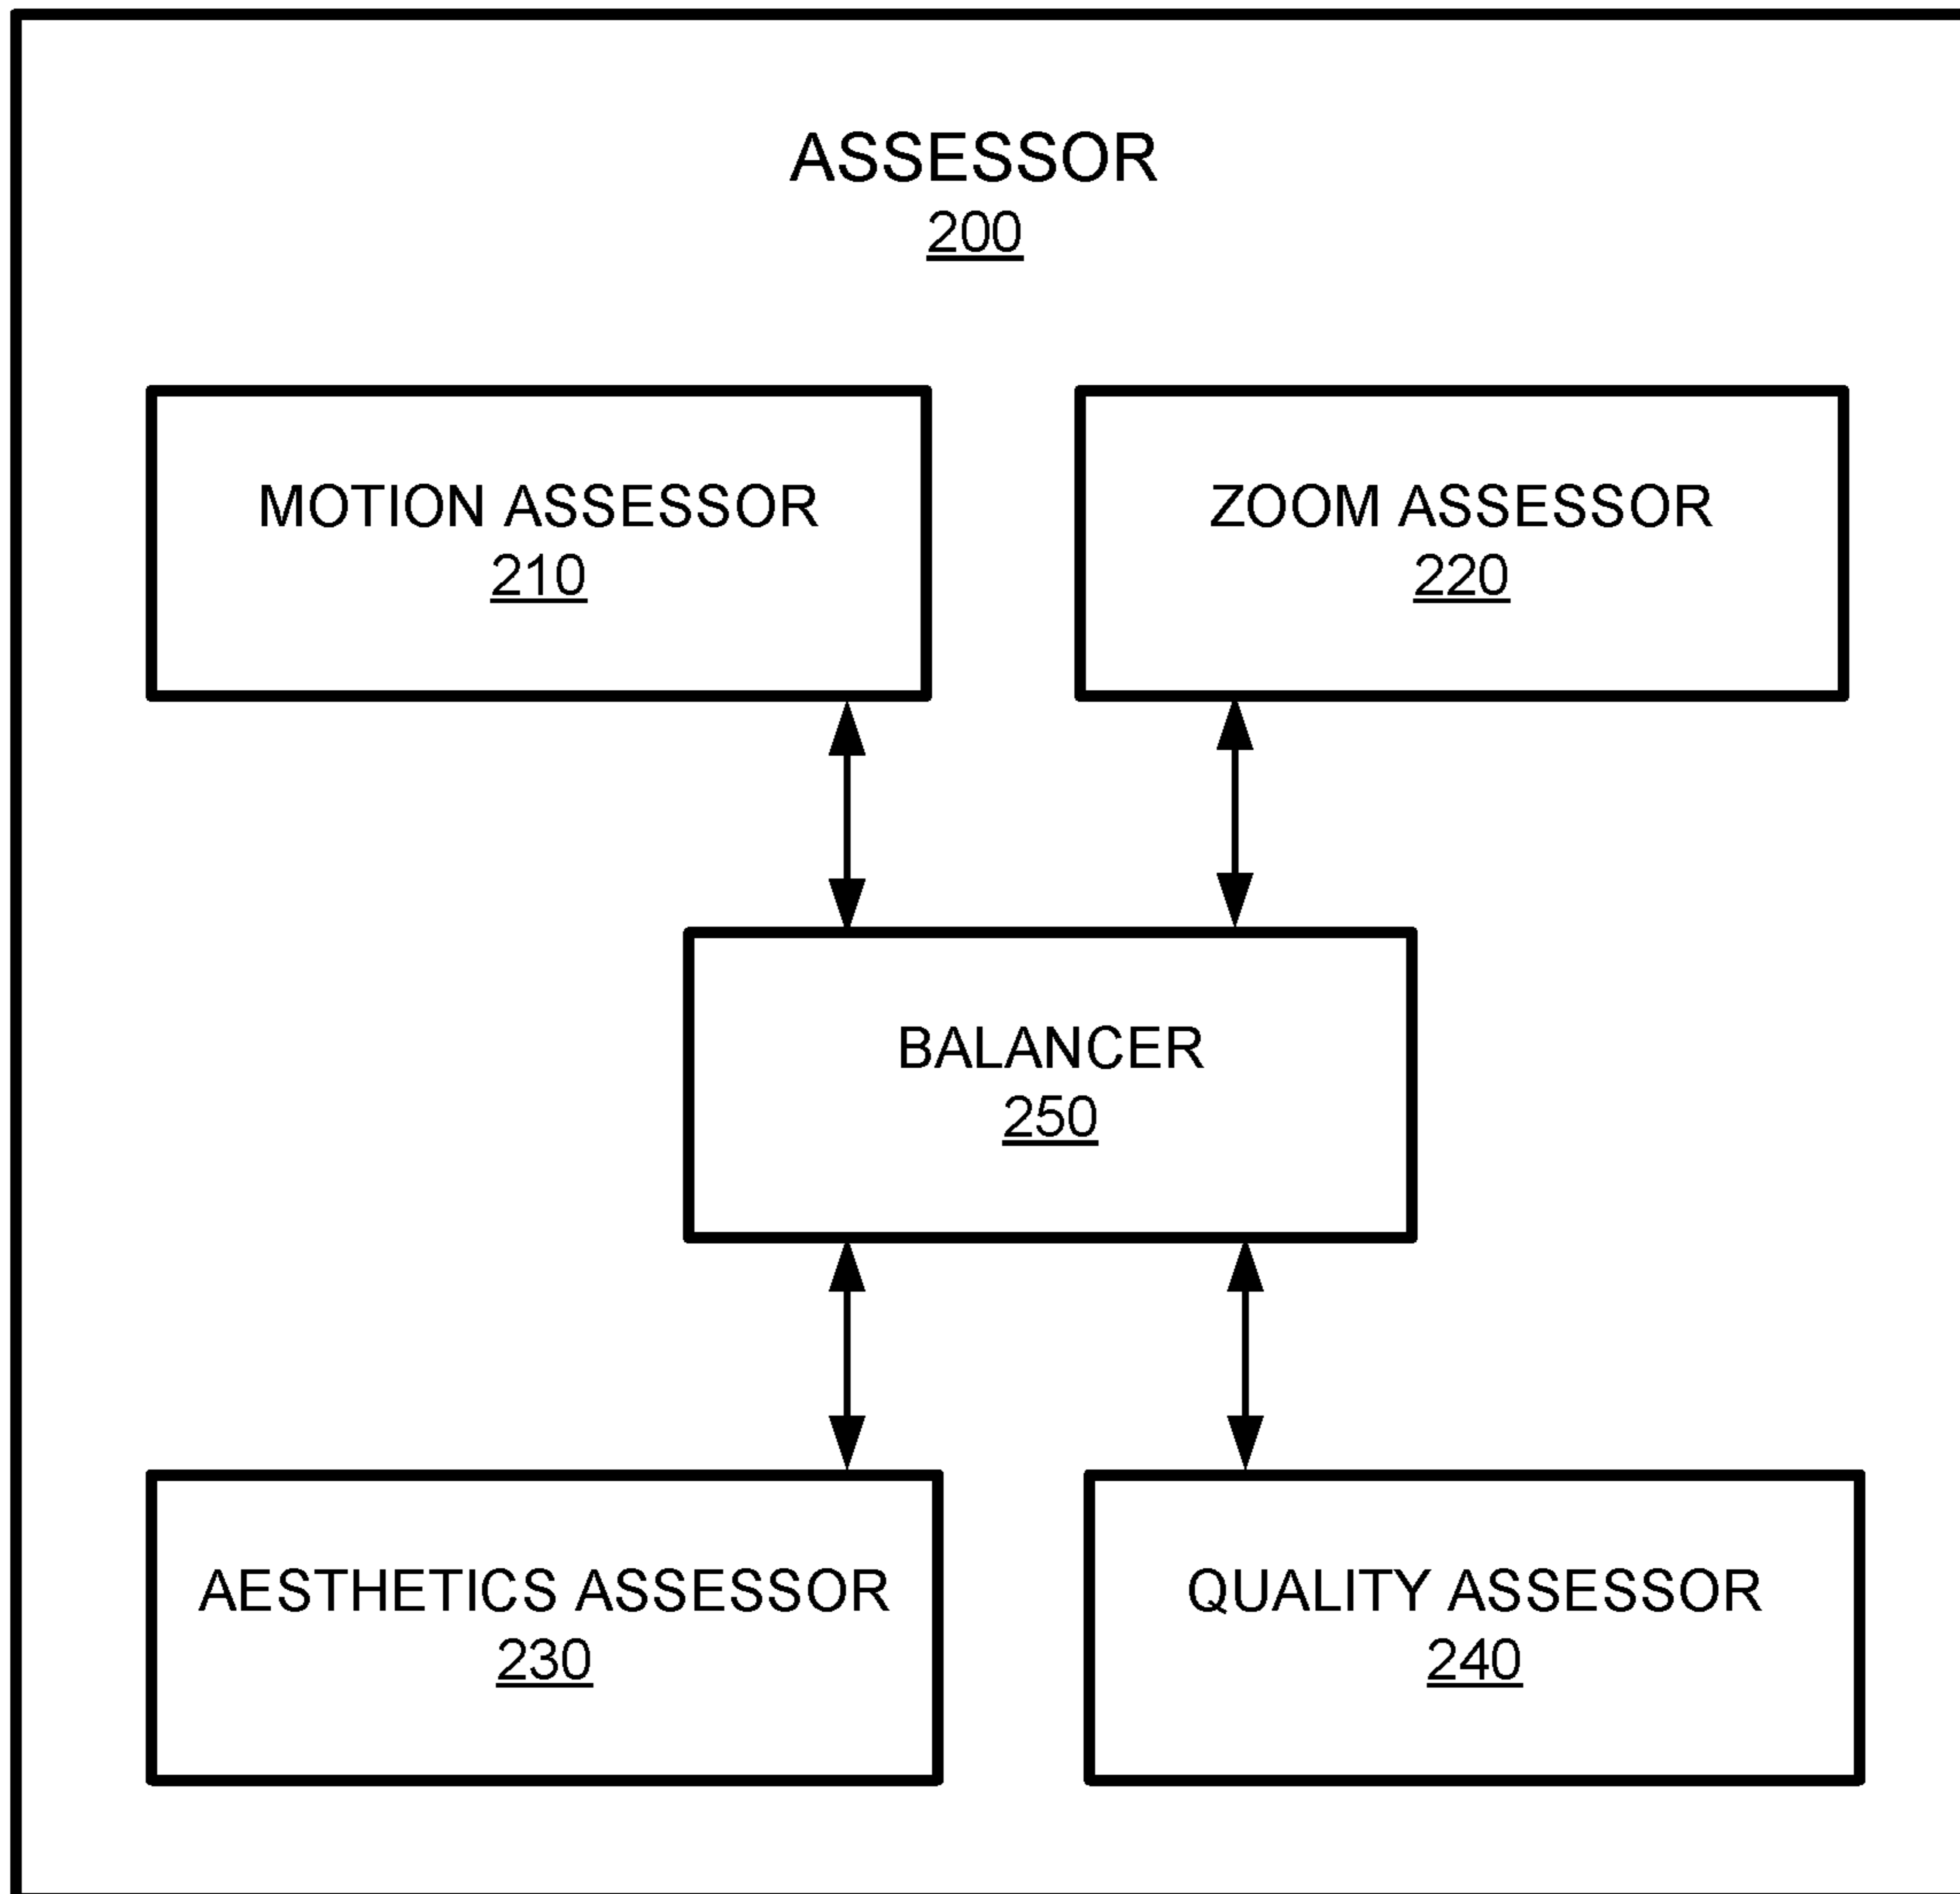 ASSESSOR
200
MOTION ASSESSOR
210
ZOOM ASSESSOR
220
BALANCER
250
AESTHETICS ASSESSOR
230
QUALITY ASSESSOR
240